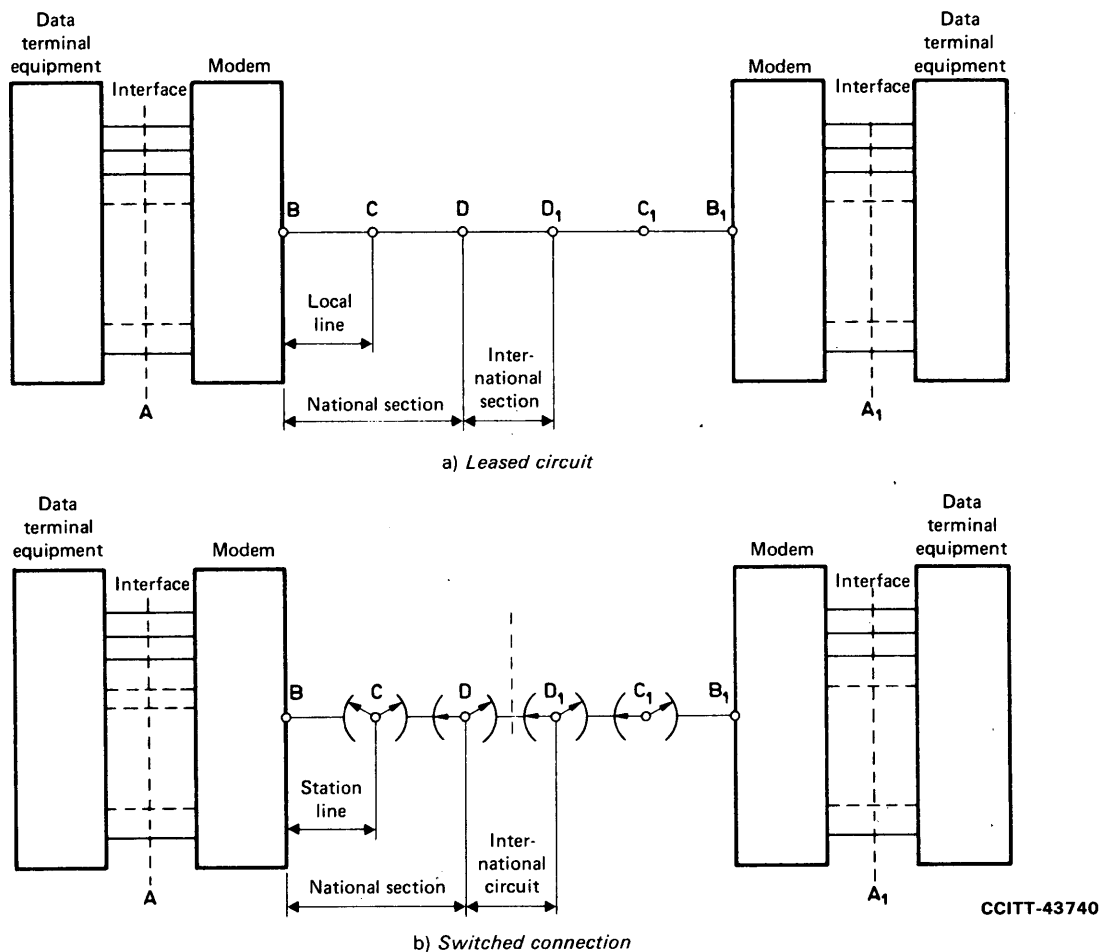 Data
terminal
equipment
Modem
Interface
Modem
Interface
Data
terminal
equipment
B
C
D
D1
C1
B1
Local
line
Inter-
national
section
National section
A
A1
a) Leased circuit
Data
terminal
equipment
Modem
Interface
Modem
Interface
Data
terminal
equipment
B
C
D
D1
C1
B1
Station
line
Inter-
national
circuit
National section
A
A1
CCITT-43740
b) Switched connection